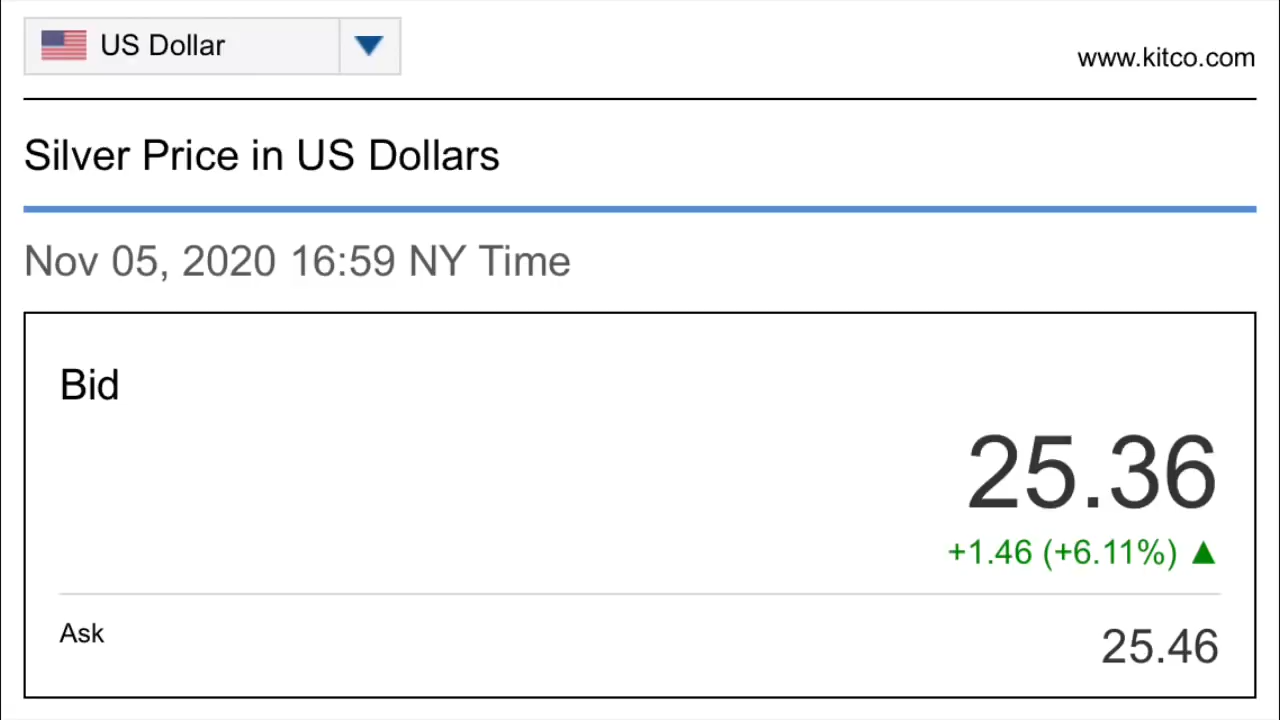 US Dollar
www.kitco.com
Silver Price in US Dollars
Nov 05, 2020 16:59 NY Time
Bid
25.36
+1.46 (+6.11%) ▲
Ask
25.46